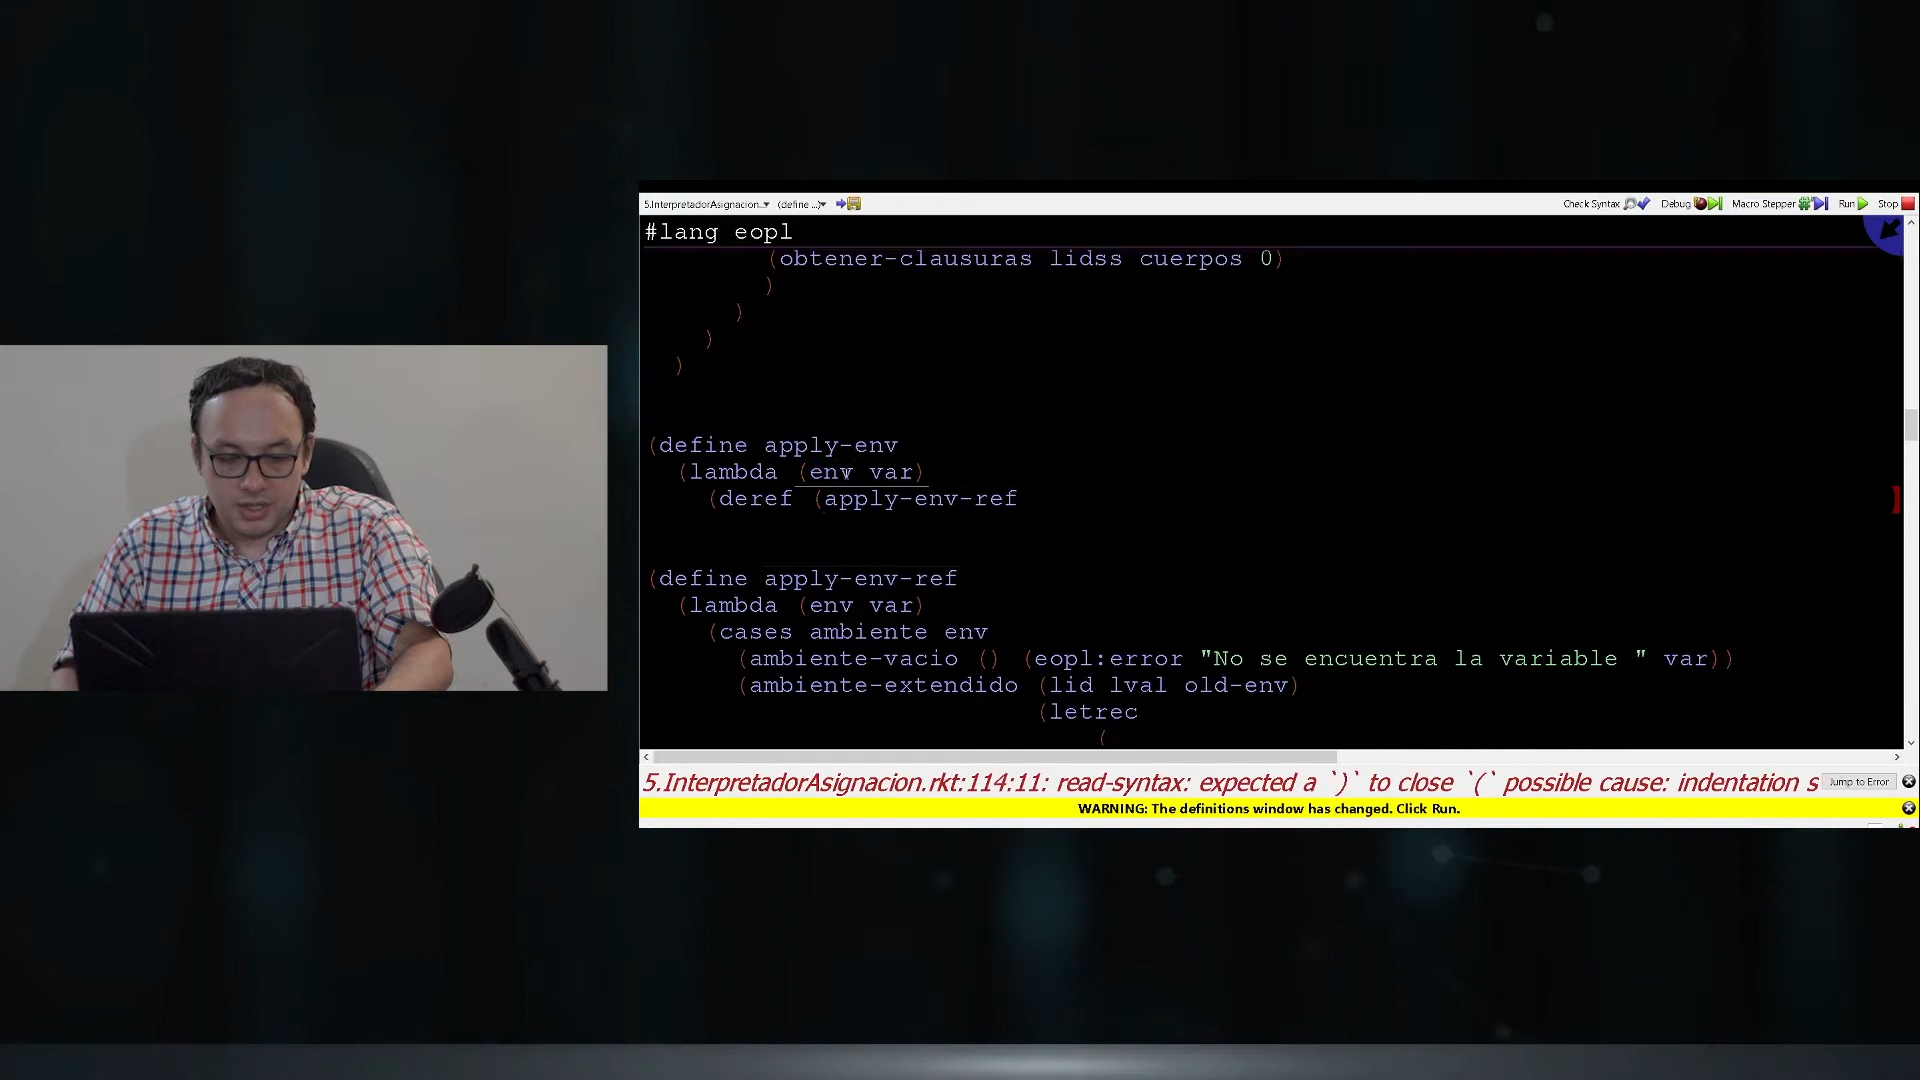 5.InterpretadorAsignacion...▾ (define ...)▾
Check Syntax Debug Macro Stepper Run Stop
#lang eopl
(obtener-clausuras lidss cuerpos 0)
)
)
)
)
(define apply-env
(lambda (env var)
(deref (apply-env-ref
(define apply-env-ref
(lambda (env var)
(cases ambiente env
(ambiente-vacio () (eopl:error "No se encuentra la variable " var))
(ambiente-extendido (lid lval old-env)
(letrec
(
5.InterpretadorAsignacion.rkt:114:11: read-syntax: expected a `)` to close `(` possible cause: indentation s
Jump to Error
WARNING: The definitions window has changed. Click Run.